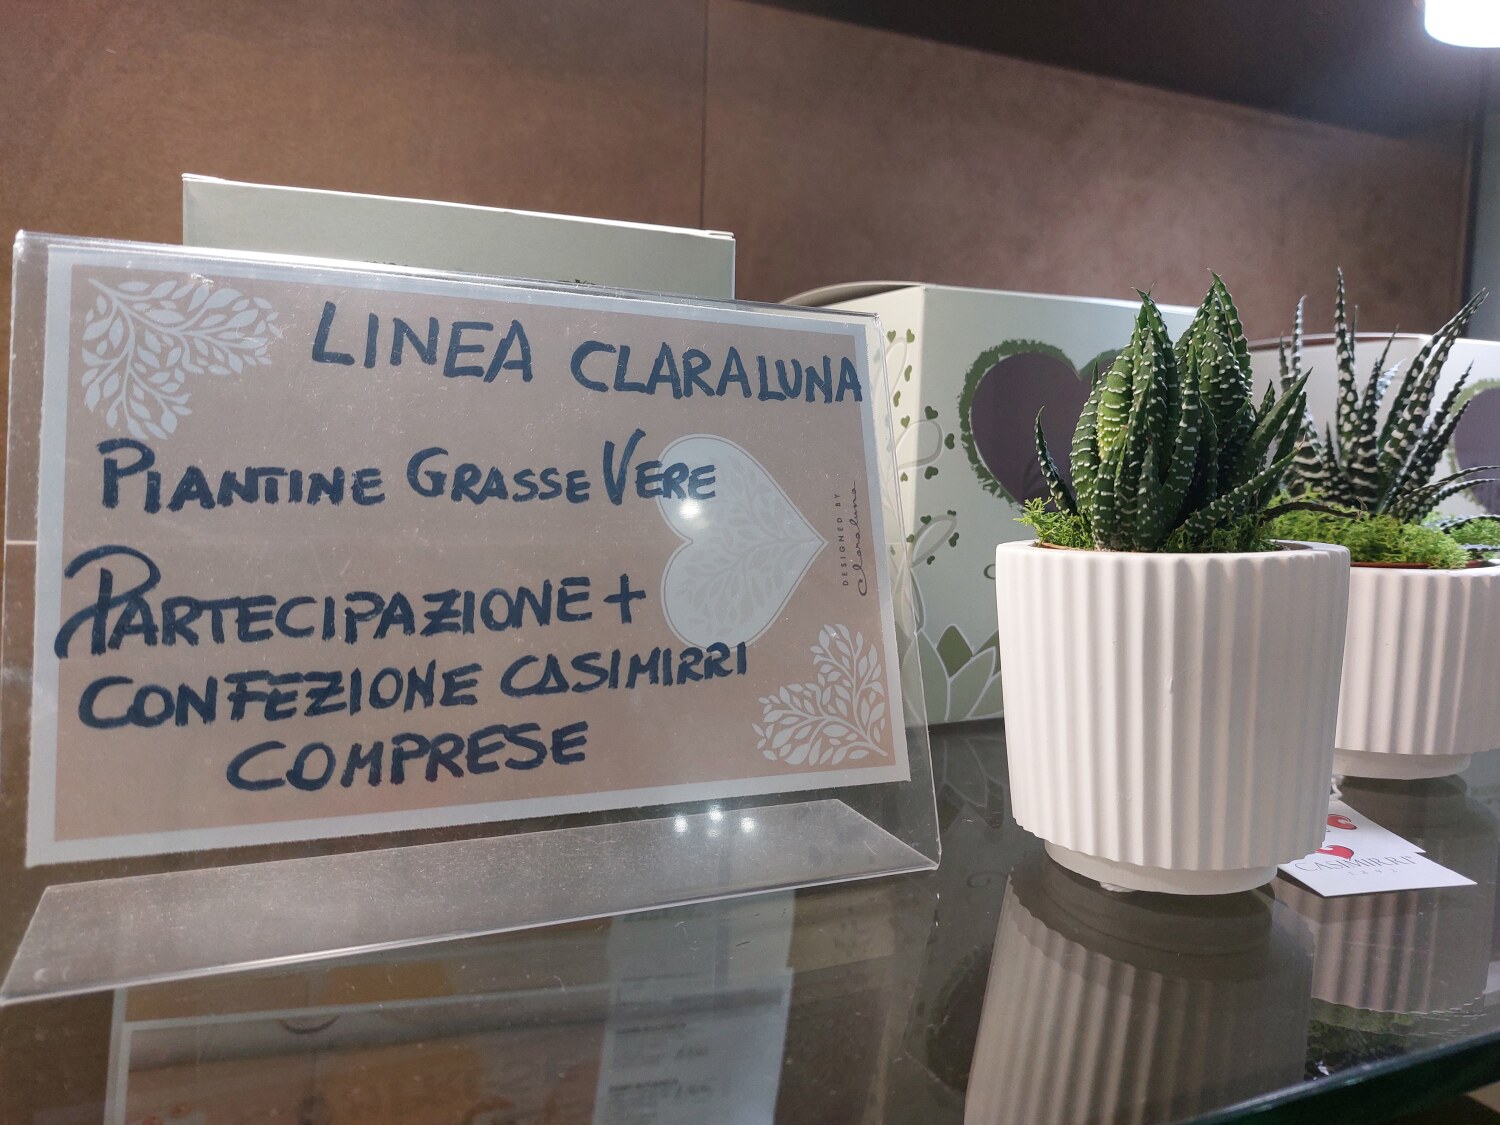 LINEA CLARALUNA
PIANTINE GRASSE VERE
PARTECIPAZIONE +
CONFEZIONE CASIMIRRI
COMPRESE
DESIGNED BY
Claraluna
CASIMIRRI